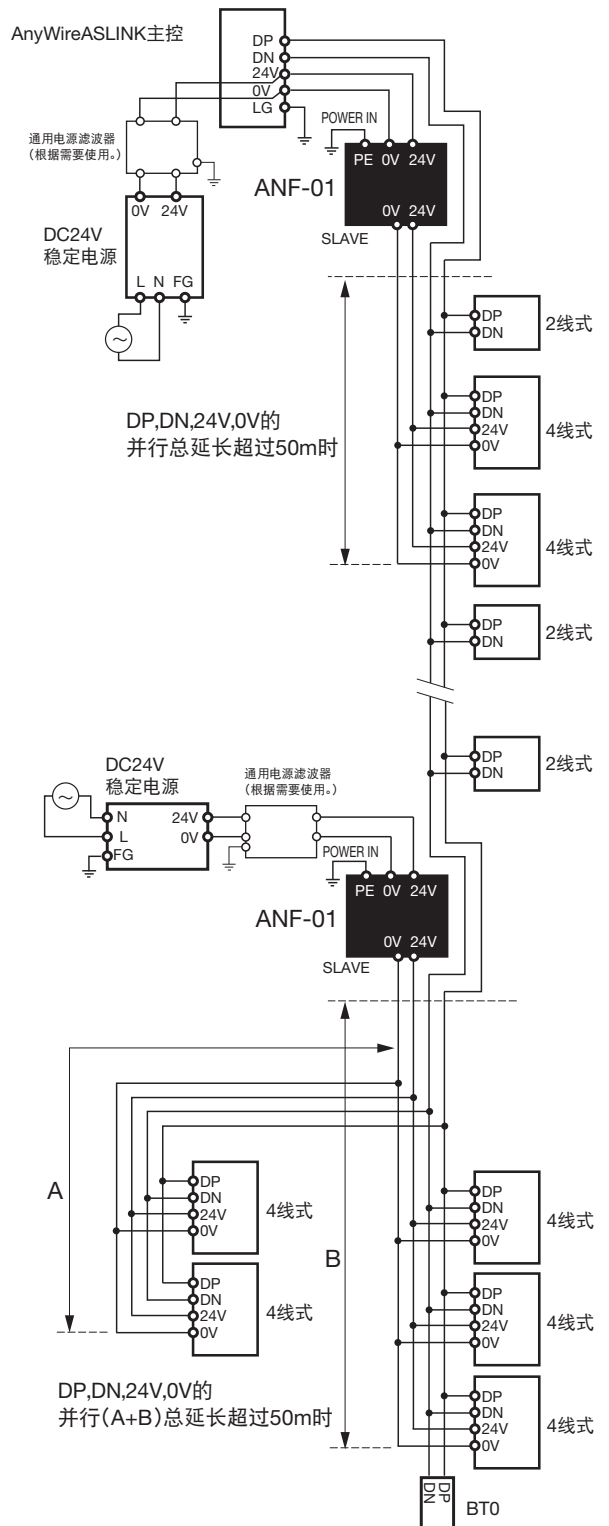 AnyWireASLINK主控
DP
DN
24V
0V
LG
通用电源滤波器
（根据需要使用。）
0V 24V
DC24V
稳定电源
L N FG
POWER IN
PE 0V 24V
ANF-01
0V 24V
SLAVE
DP
DN
2线式
DP,DN,24V,0V的
并行总延长超过50m时
DP
DN
24V
0V
4线式
DP
DN
24V
0V
4线式
DP
DN
2线式
DP
DN
2线式
DC24V
稳定电源
N
L
FG
24V
0V
通用电源滤波器
（根据需要使用。）
POWER IN
PE 0V 24V
ANF-01
0V 24V
SLAVE
A
DP
DN
24V
0V
4线式
DP
DN
24V
0V
4线式
B
DP
DN
24V
0V
4线式
DP
DN
24V
0V
4线式
DP
DN
24V
0V
4线式
DP,DN,24V,0V的
并行（A+B）总延长超过50m时
DN
DP
BT0